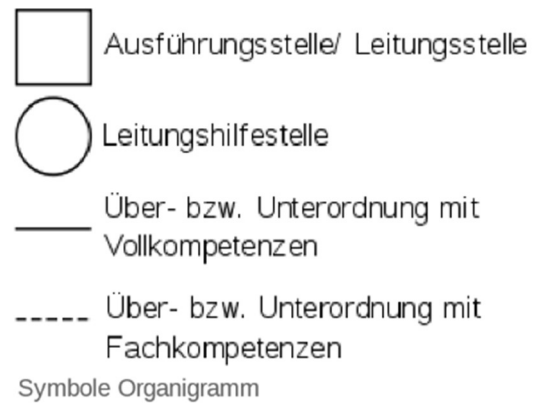 Ausführungsstelle/ Leitungsstelle
Leitungshilfestelle
Über- bzw. Unterordnung mit
Vollkompetenzen
Über- bzw. Unterordnung mit
Fachkompetenzen
Symbole Organigramm